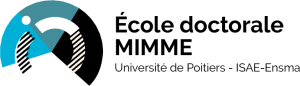 École doctorale
MIMME
Université de Poitiers - ISAE-Ensma